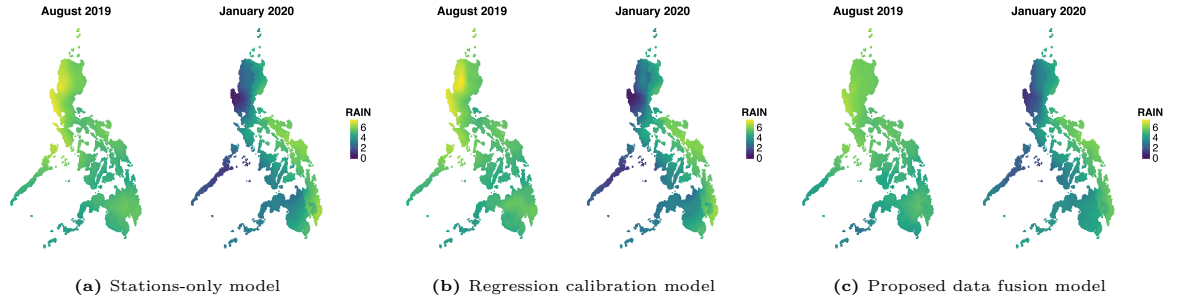 August 2019
January 2020
RAIN
6
4
2
0
(a) Stations-only model
August 2019
January 2020
RAIN
6
4
2
0
(b) Regression calibration model
August 2019
January 2020
RAIN
6
4
2
0
(c) Proposed data fusion model